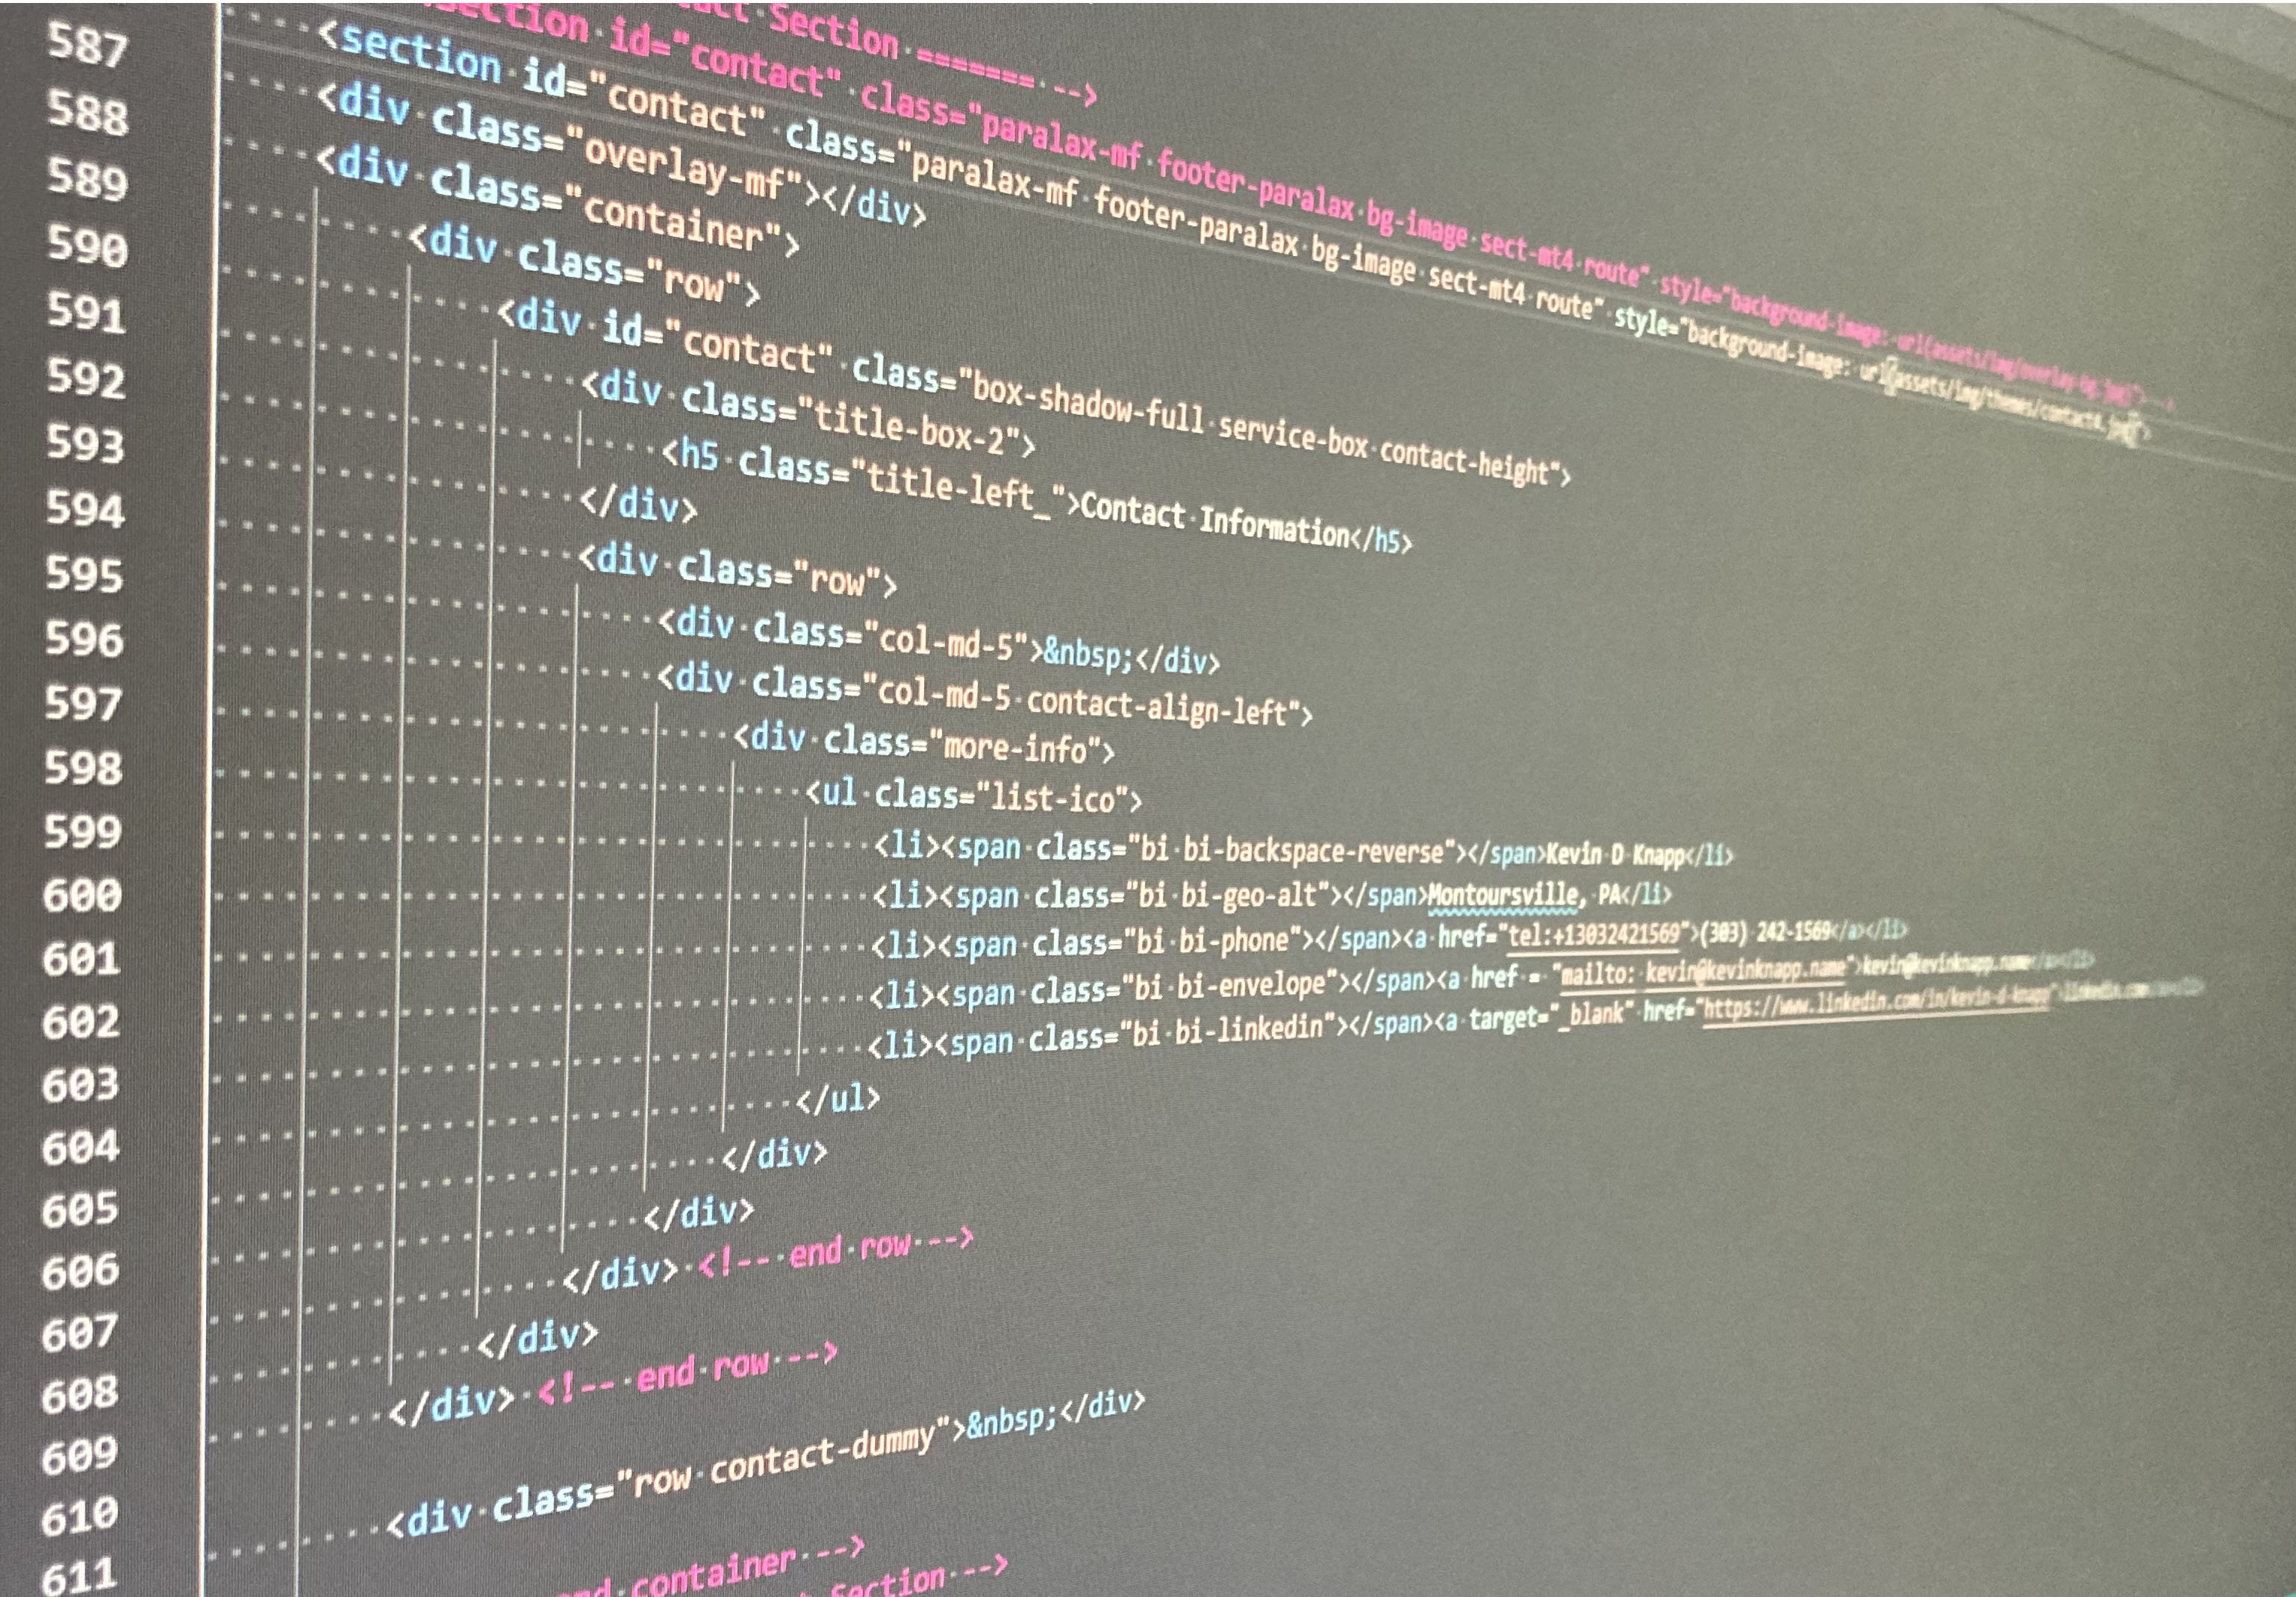 Section ======= -->
section id="contact" class="paralax-mf footer-paralax bg-image sect-mt4 route" style="background-image: url(assets/img/overlay-bg.jpg)">-->
587 <section id="contact" class="paralax-mf footer-paralax bg-image sect-mt4 route" style="background-image: url(assets/img/themes/contact4.jpg)">
588 <div class="overlay-mf"></div>
589 <div class="container">
590 <div class="row">
591 <div id="contact" class="box-shadow-full service-box contact-height">
592 <div class="title-box-2">
593 <h5 class="title-left_">Contact Information</h5>
594 </div>
595 <div class="row">
596 <div class="col-md-5">&nbsp;</div>
597 <div class="col-md-5 contact-align-left">
598 <div class="more-info">
599 <ul class="list-ico">
600 <li><span class="bi bi-backspace-reverse"></span>Kevin D Knapp</li>
601 <li><span class="bi bi-geo-alt"></span>Montoursville, PA</li>
602 <li><span class="bi bi-phone"></span><a href="tel:+13032421569">(303) 242-1569</a></li>
603 <li><span class="bi bi-envelope"></span><a href = "mailto: kevin@kevinknapp.name">kevin@kevinknapp.name</a></li>
604 <li><span class="bi bi-linkedin"></span><a target="_blank" href="https://www.linkedin.com/in/kevin-d-knapp">linkedin.com</a></li>
605 </ul>
606 </div>
607 </div>
608 </div> <!-- end row -->
609 </div>
610 </div> <!-- end row -->
611
<div class="row contact-dummy">&nbsp;</div>
container -->
Section -->